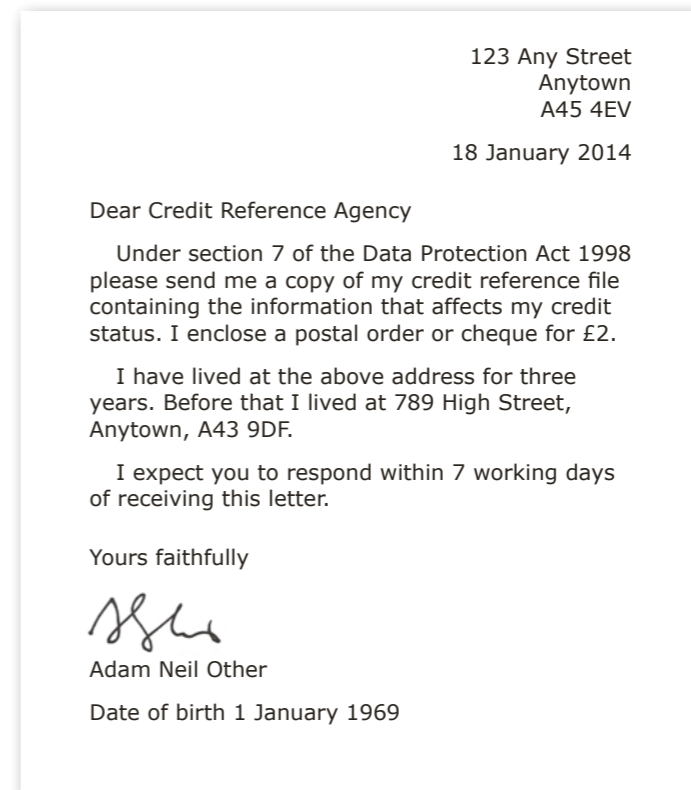 123 Any Street
Anytown
A45 4EV
18 January 2014
Dear Credit Reference Agency
Under section 7 of the Data Protection Act 1998
please send me a copy of my credit reference file
containing the information that affects my credit
status. I enclose a postal order or cheque for £2.
I have lived at the above address for three
years. Before that I lived at 789 High Street,
Anytown, A43 9DF.
I expect you to respond within 7 working days
of receiving this letter.
Yours faithfully
Adam Neil Other
Date of birth 1 January 1969